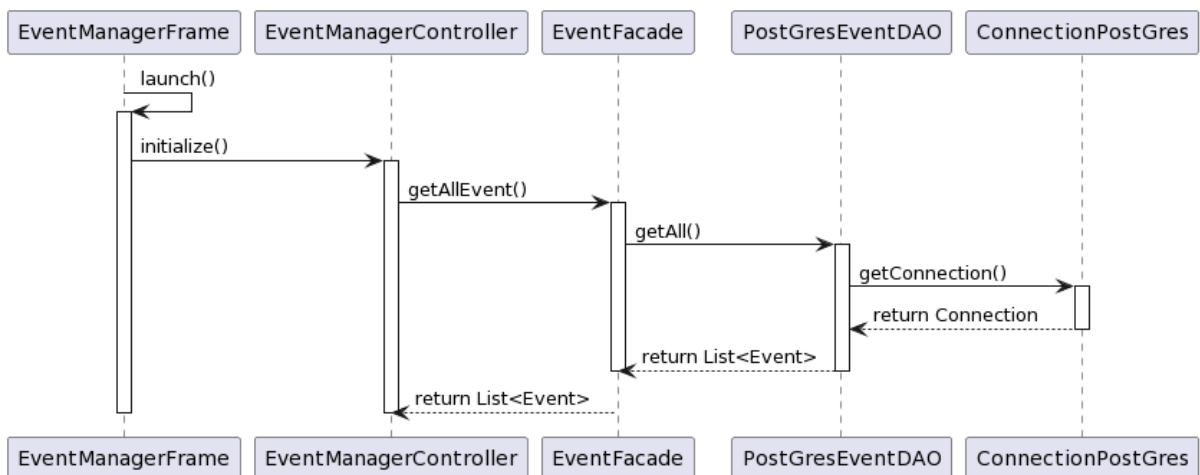 EventManagerFrame EventManagerController EventFacade PostGresEventDAO ConnectionPostGres
launch()
initialize()
getAllEvent()
getAll()
getConnection()
return Connection
return List<Event>
return List<Event>
EventManagerFrame EventManagerController EventFacade PostGresEventDAO ConnectionPostGres